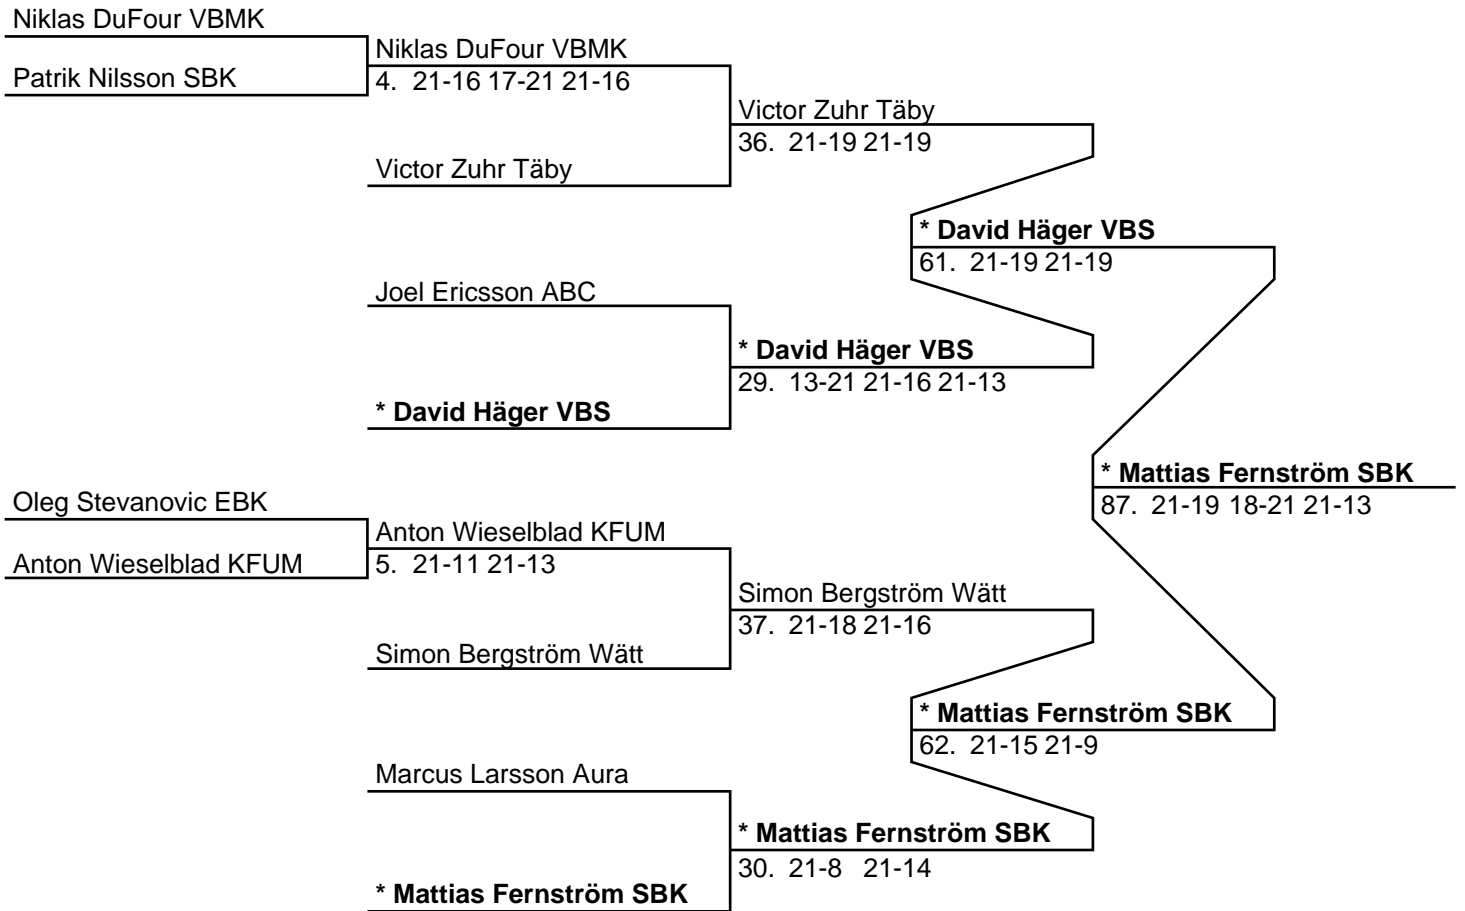 Niklas DuFour VBMK
Niklas DuFour VBMK
Patrik Nilsson SBK
4. 21-16 17-21 21-16
Victor Zuhr Täby
36. 21-19 21-19
Victor Zuhr Täby
* David Häger VBS
61. 21-19 21-19
Joel Ericsson ABC
* David Häger VBS
29. 13-21 21-16 21-13
* David Häger VBS
* Mattias Fernström SBK
87. 21-19 18-21 21-13
Oleg Stevanovic EBK
Anton Wieselblad KFUM
Anton Wieselblad KFUM
5. 21-11 21-13
Simon Bergström Wätt
37. 21-18 21-16
Simon Bergström Wätt
* Mattias Fernström SBK
62. 21-15 21-9
Marcus Larsson Aura
* Mattias Fernström SBK
30. 21-8 21-14
* Mattias Fernström SBK